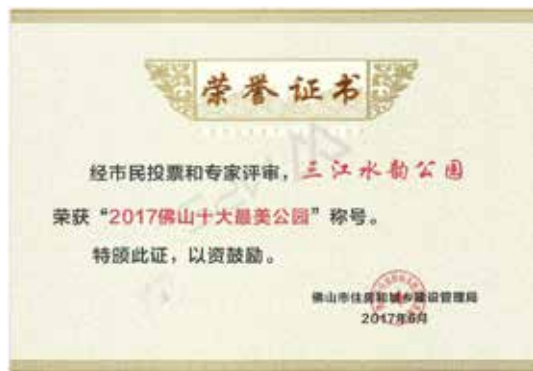 荣誉证书
经市民投票和专家评审，三江水韵公园
荣获“2017佛山十大最美公园”称号。
特颁此证，以资鼓励。
佛山市住房和城乡建设管理局
2017年6月